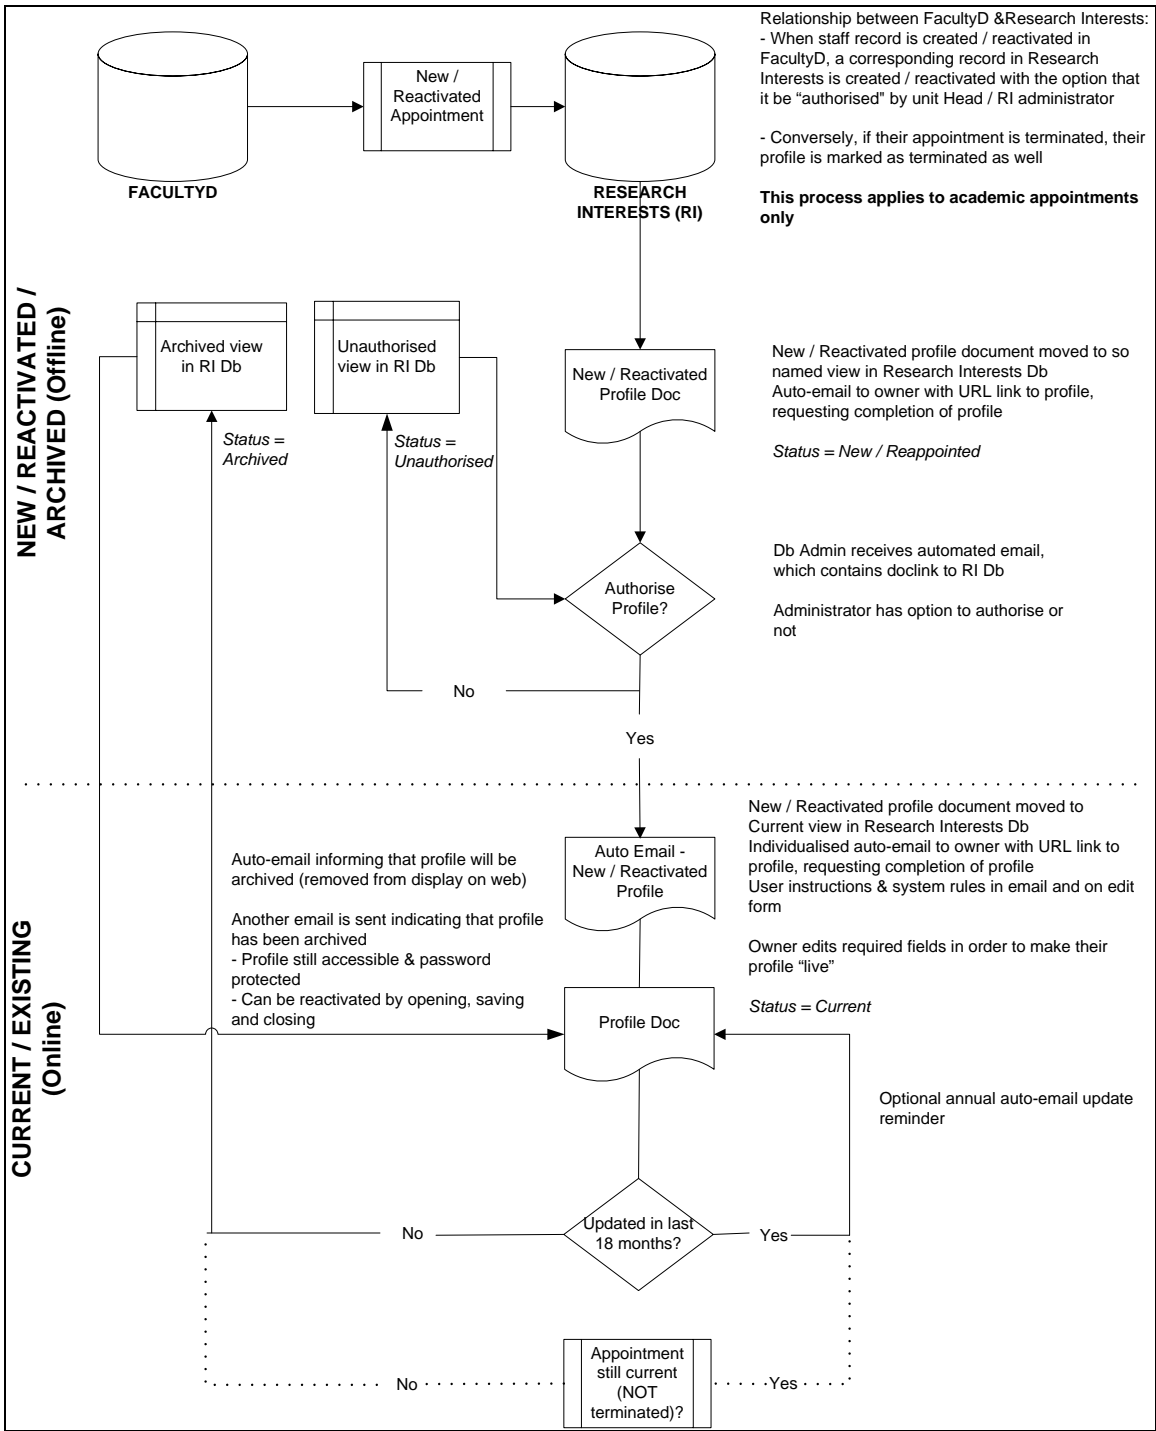 Relationship between FacultyD &Research Interests:
- When staff record is created / reactivated in
FacultyD, a corresponding record in Research
Interests is created / reactivated with the option that
it be “authorised" by unit Head / RI administrator
- Conversely, if their appointment is terminated, their
profile is marked as terminated as well
This process applies to academic appointments
only
New /
Reactivated
Appointment
FACULTYD
RESEARCH
INTERESTS (RI)
NEW / REACTIVATED /
ARCHIVED (Offline)
Archived view
in RI Db
Unauthorised
view in RI Db
New / Reactivated
Profile Doc
New / Reactivated profile document moved to so
named view in Research Interests Db
Auto-email to owner with URL link to profile,
requesting completion of profile
Status = New / Reappointed
Status =
Archived
Status =
Unauthorised
Authorise
Profile?
Db Admin receives automated email,
which contains doclink to RI Db
Administrator has option to authorise or
not
No
Yes
CURRENT / EXISTING
(Online)
Auto-email informing that profile will be
archived (removed from display on web)
Another email is sent indicating that profile
has been archived
- Profile still accessible & password
protected
- Can be reactivated by opening, saving
and closing
Auto Email -
New / Reactivated
Profile
New / Reactivated profile document moved to
Current view in Research Interests Db
Individualised auto-email to owner with URL link to
profile, requesting completion of profile
User instructions & system rules in email and on edit
form
Owner edits required fields in order to make their
profile “live”
Status = Current
Profile Doc
Optional annual auto-email update
reminder
Updated in last
18 months?
No
Yes
Appointment
still current
(NOT
terminated)?
No
Yes